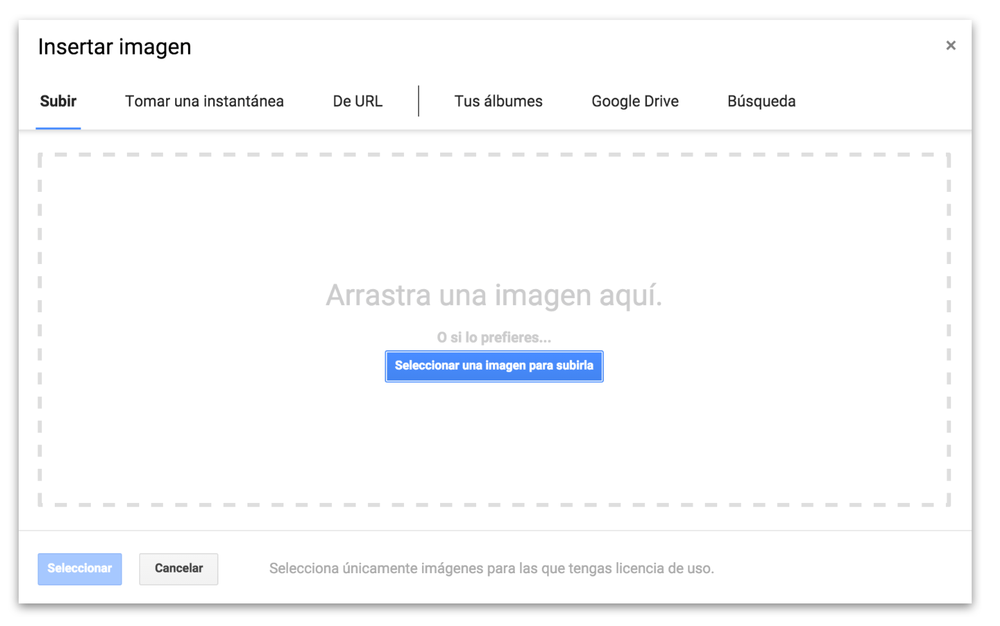 Insertar imagen
×
Subir Tomar una instantánea De URL Tus álbumes Google Drive Búsqueda
Arrastra una imagen aquí.
O si lo prefieres...
Seleccionar una imagen para subirla
Seleccionar Cancelar Selecciona únicamente imágenes para las que tengas licencia de uso.